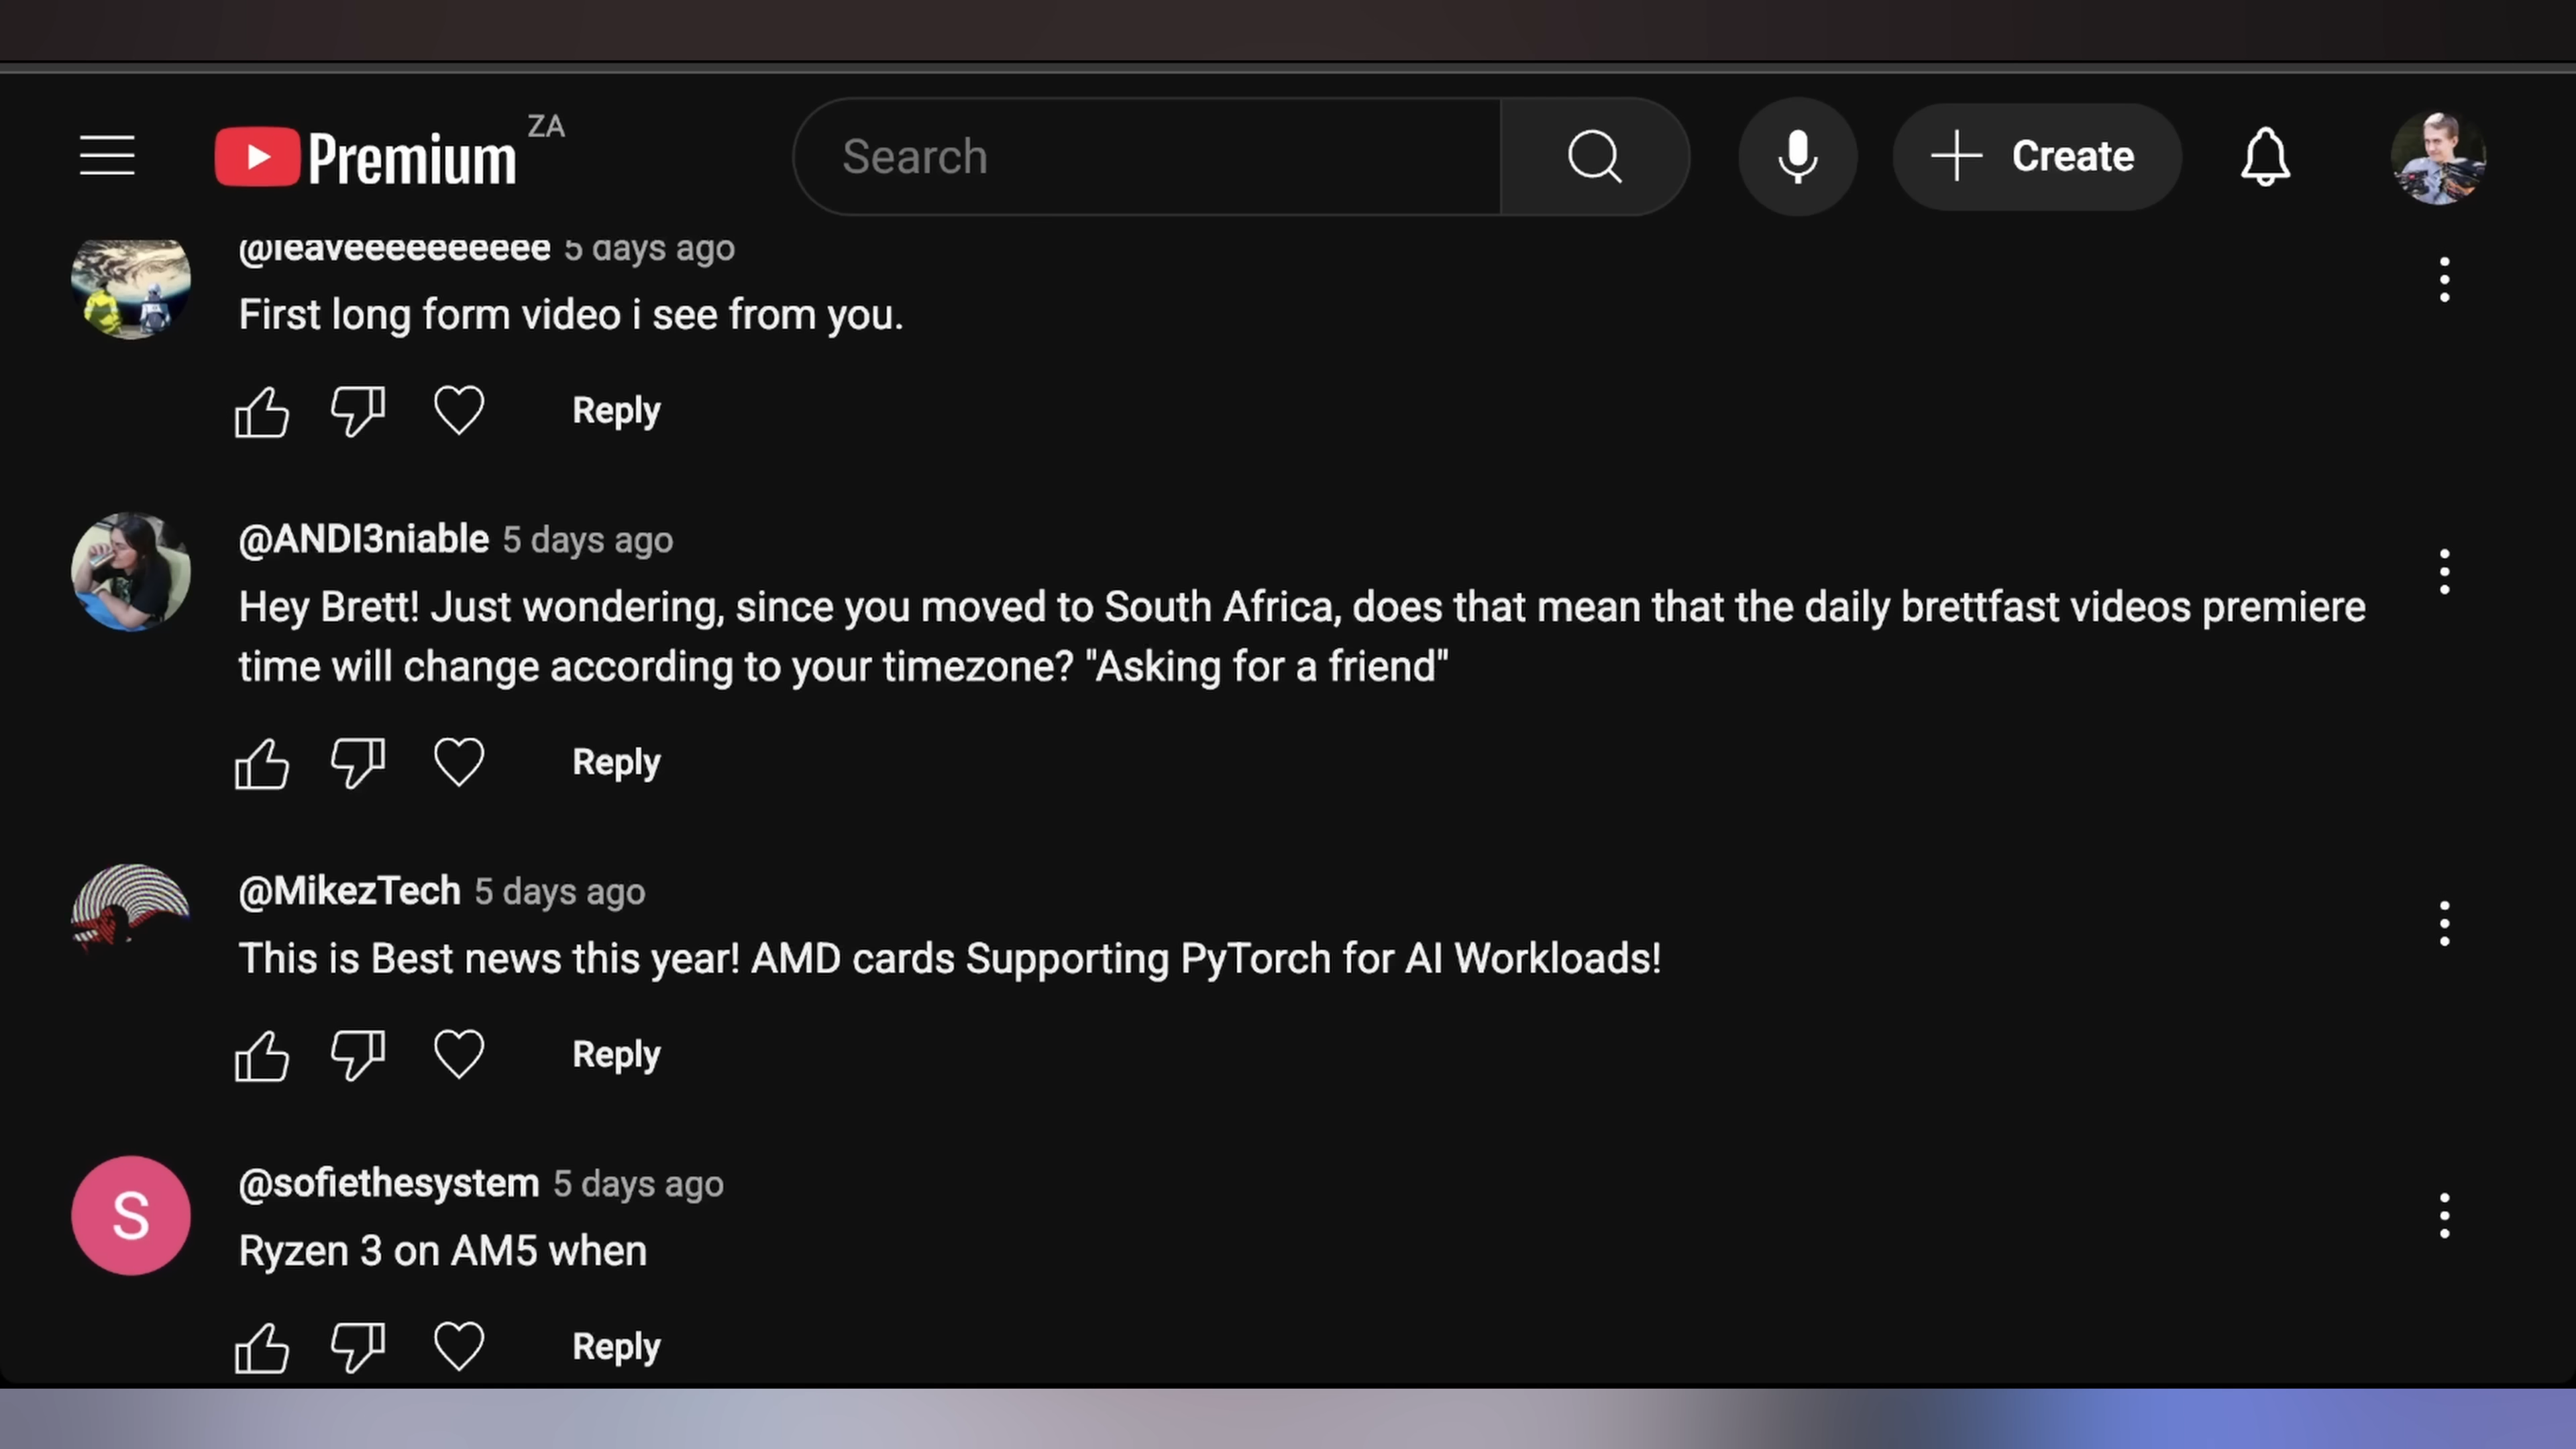 Premium ZA
Search
Create
@leaveeeeeeeeee 5 days ago
First long form video i see from you.
Reply
@ANDI3niable 5 days ago
Hey Brett! Just wondering, since you moved to South Africa, does that mean that the daily brettfast videos premiere
time will change according to your timezone? "Asking for a friend"
Reply
@MikezTech 5 days ago
This is Best news this year! AMD cards Supporting PyTorch for AI Workloads!
Reply
S
@sofiethesystem 5 days ago
Ryzen 3 on AM5 when
Reply